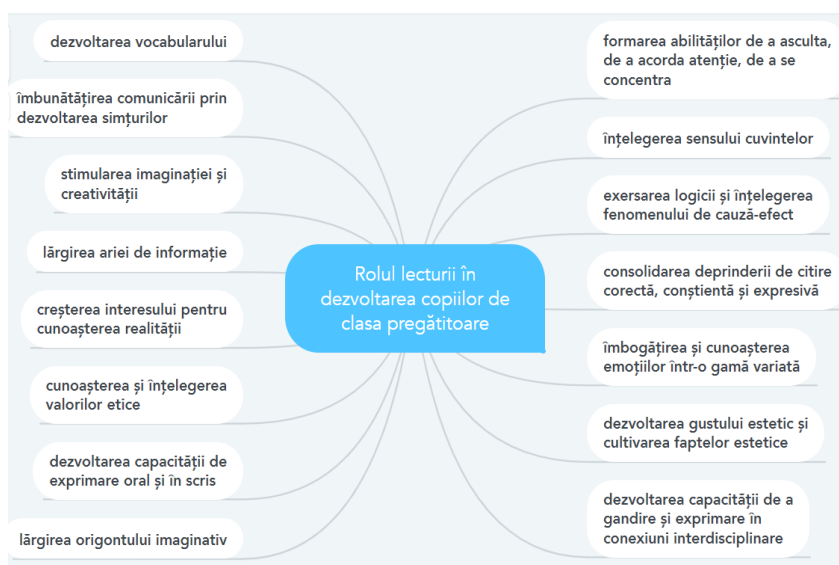 dezvoltarea vocabularului
îmbunătățirea comunicării prin
dezvoltarea simțurilor
stimularea imaginației și
creativității
lărgirea ariei de informație
creșterea interesului pentru
cunoașterea realității
cunoașterea și înțelegerea
valorilor etice
dezvoltarea capacității de
exprimare oral și în scris
lărgirea origontului imaginativ
Rolul lecturii în
dezvoltarea copiilor de
clasa pregătitoare
formarea abilităților de a asculta,
de a acorda atenție, de a se
concentra
înțelegerea sensului cuvintelor
exersarea logicii și înțelegerea
fenomenului de cauză-efect
consolidarea deprinderii de citire
corectă, conștientă și expresivă
îmbogățirea și cunoașterea
emoțiilor într-o gamă variată
dezvoltarea gustului estetic și
cultivarea faptelor estetice
dezvoltarea capacității de a
gandire și exprimare în
conexiuni interdisciplinare